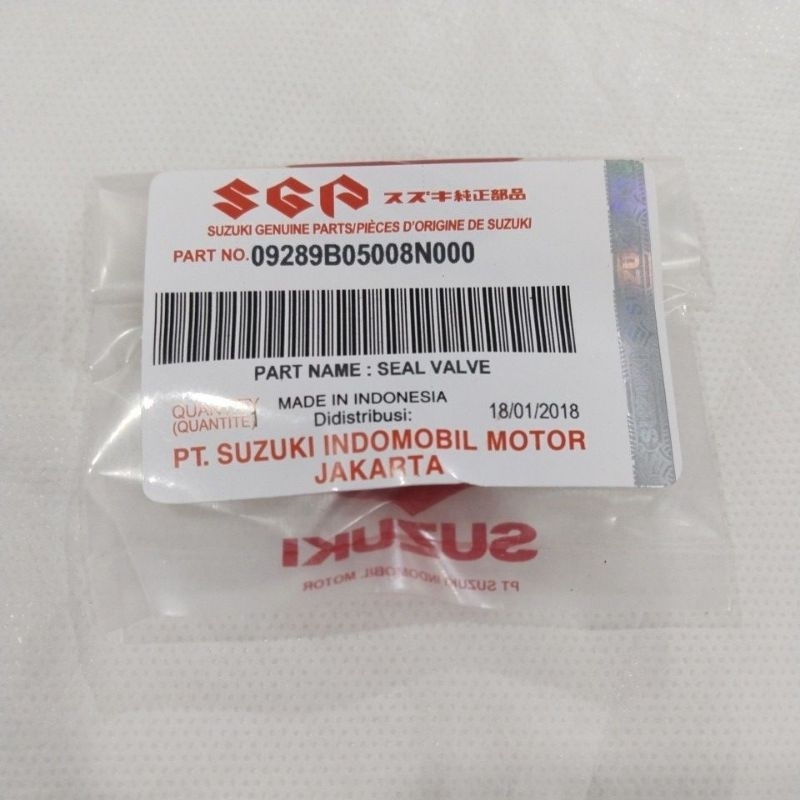 SGP スズキ純正部品
SUZUKI GENUINE PARTS/PIÈCES D'ORIGINE DE SUZUKI
PART NO. 09289B05008N000
PART NAME : SEAL VALVE
QUANTITY MADE IN INDONESIA
(QUANTITE) 1 Didistribusi: 18/01/2018
PT. SUZUKI INDOMOBIL MOTOR
JAKARTA
SUZUKI
PT SUZUKI INDOMOBIL MOTOR